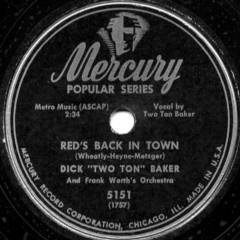 Mercury
POPULAR SERIES
Metro Music (ASCAP)
2:34
Vocal by
Two Ton Baker
RED'S BACK IN TOWN
(Wheatly-Heyne-Metzger)
DICK "TWO TON" BAKER
And Frank Worth's Orchestra
5151
(1757)
MERCURY RECORD CORPORATION, CHICAGO, ILL. MADE IN U.S.A.